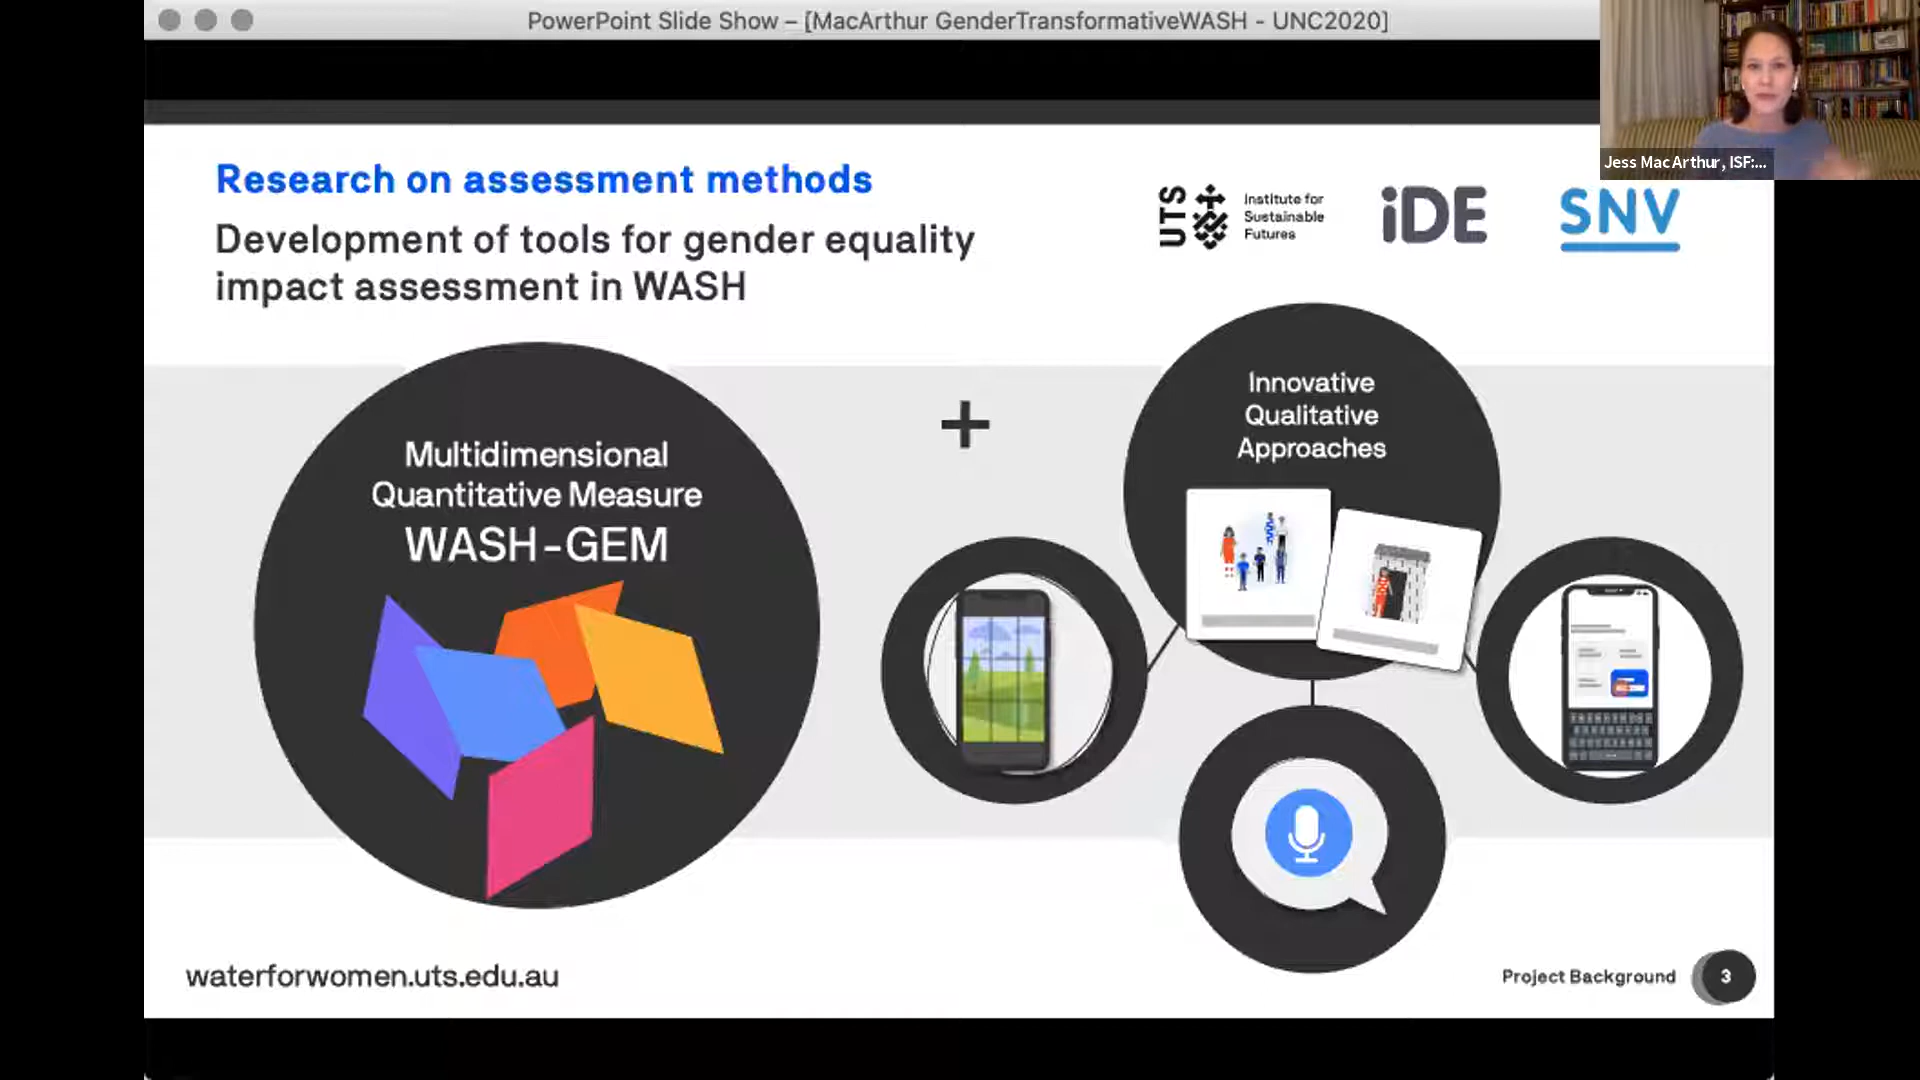 PowerPoint Slide Show – [MacArthur GenderTransformativeWASH - UNC2020]
Jess MacArthur, ISF:...
Research on assessment methods
Development of tools for gender equality
impact assessment in WASH
UTS
Institute for
Sustainable
Futures
iDE
SNV
Multidimensional
Quantitative Measure
WASH-GEM
+
Innovative
Qualitative
Approaches
waterforwomen.uts.edu.au
Project Background
3